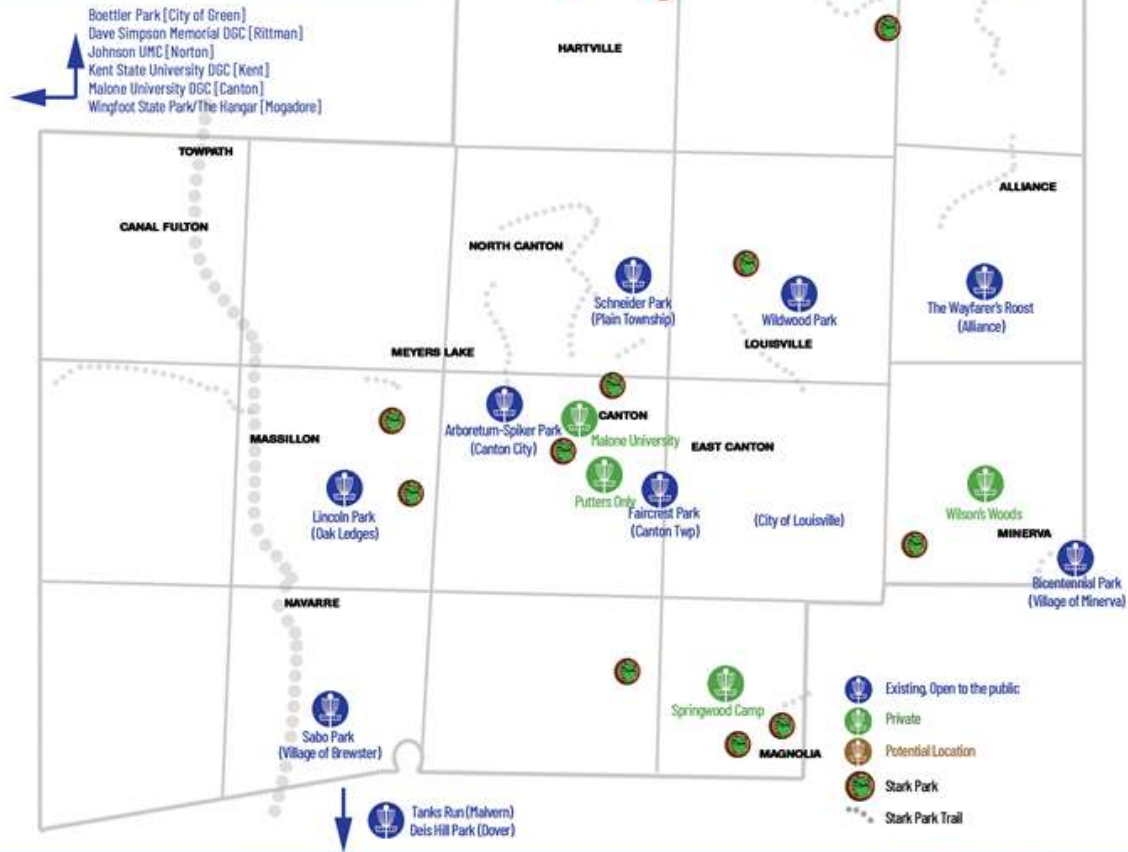 Boettler Park [City of Green]
Dave Simpson Memorial DGC [Rittman]
Johnson UMC [Norton]
Kent State University DGC [Kent]
Malone University DGC [Canton]
Wingfoot State Park/The Hangar [Mogadore]
HARTVILLE
TOWPATH
ALLIANCE
CANAL FULTON
NORTH CANTON
Schneider Park
(Plain Township)
Wildwood Park
The Wayfarer's Roost
(Alliance)
LOUISVILLE
MEYERS LAKE
CANTON
Arboretum-Spiker Park
(Canton City)
Malone University
MASSILLON
EAST CANTON
Putters Only
Faircrest Park
(Canton Twp)
(City of Louisville)
Lincoln Park
(Oak Ledges)
Wilson's Woods
MINERVA
Bicentennial Park
(Village of Minerva)
NAVARRE
Springwood Camp
MAGNOLIA
Sabo Park
(Village of Brewster)
Tanks Run (Malvern)
Deis Hill Park (Dover)
Existing, Open to the public
Private
Potential Location
Stark Park
Stark Park Trail